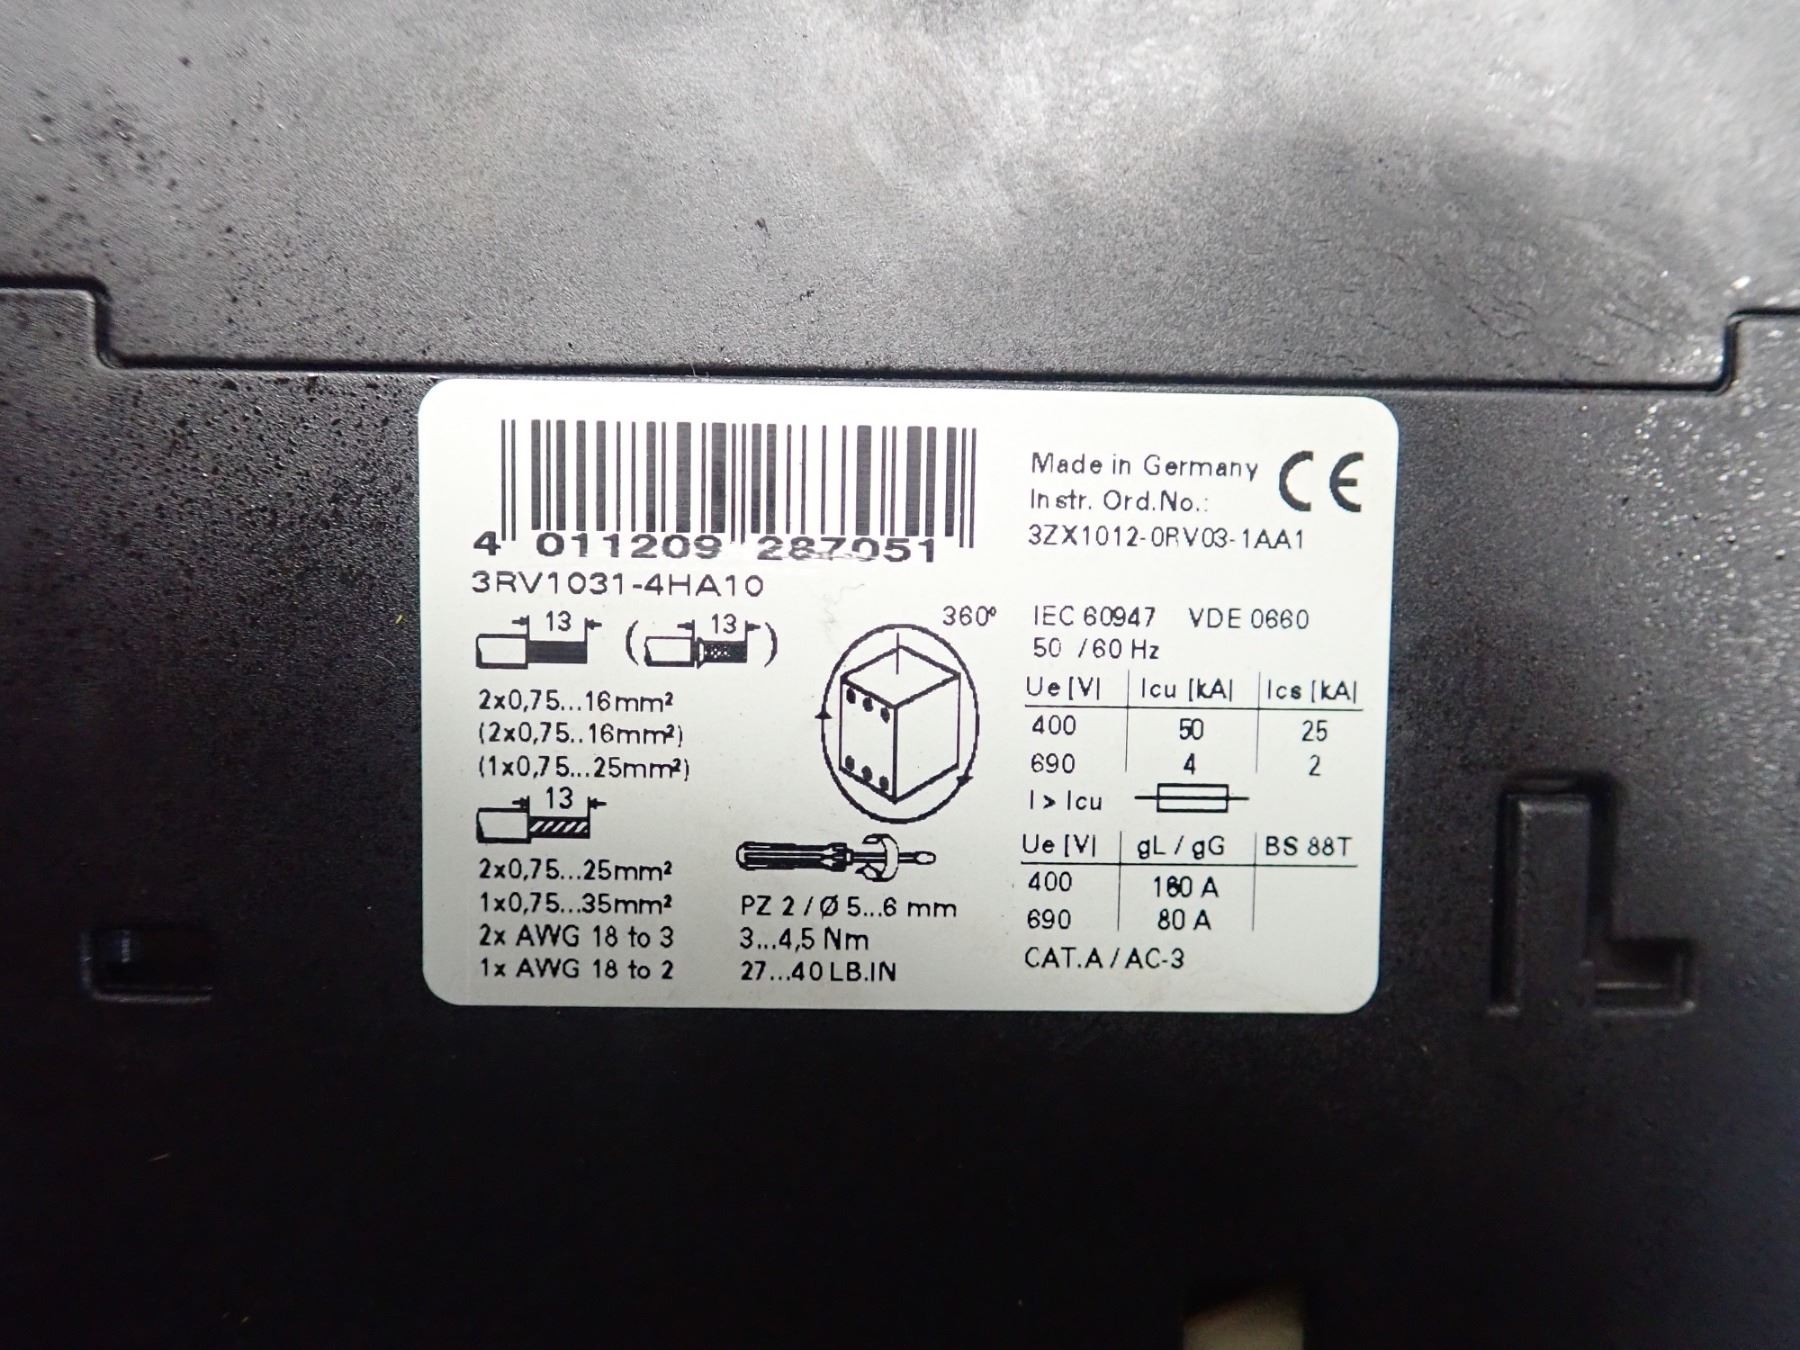 4 011209 287051
3RV1031-4HA10
13 (13)
2x0,75...16mm²
(2x0,75..16mm²)
(1x0,75...25mm²)
13
2x0,75...25mm²
1x0,75...35mm²
2x AWG 18 to 3
1x AWG 18 to 2
360°
PZ 2 / Ø 5...6 mm
3...4,5 Nm
27...40 LB.IN
Made in Germany CE
Instr. Ord.No.:
3ZX1012-0RV03-1AA1
IEC 60947 VDE 0660
50 /60 Hz
Ue [V] Icu [kA] Ics [kA]
400 50 25
690 4 2
I > Icu
Ue [V] gL / gG BS 88T
400 160 A
690 80 A
CAT.A / AC-3